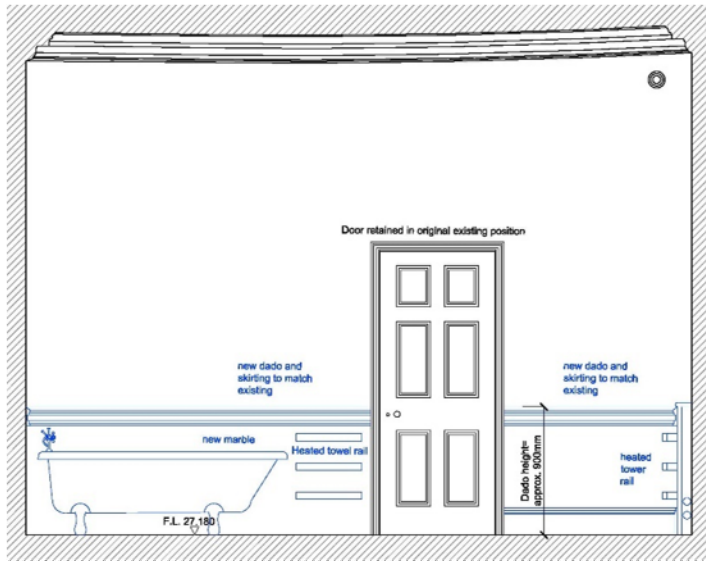 Door retained in original existing position
new dado and
skirting to match
existing
new dado and
skirting to match
existing
new marble
Heated towel rail
Dado height=
approx. 900mm
heated
tower
rail
F.L. 27,180